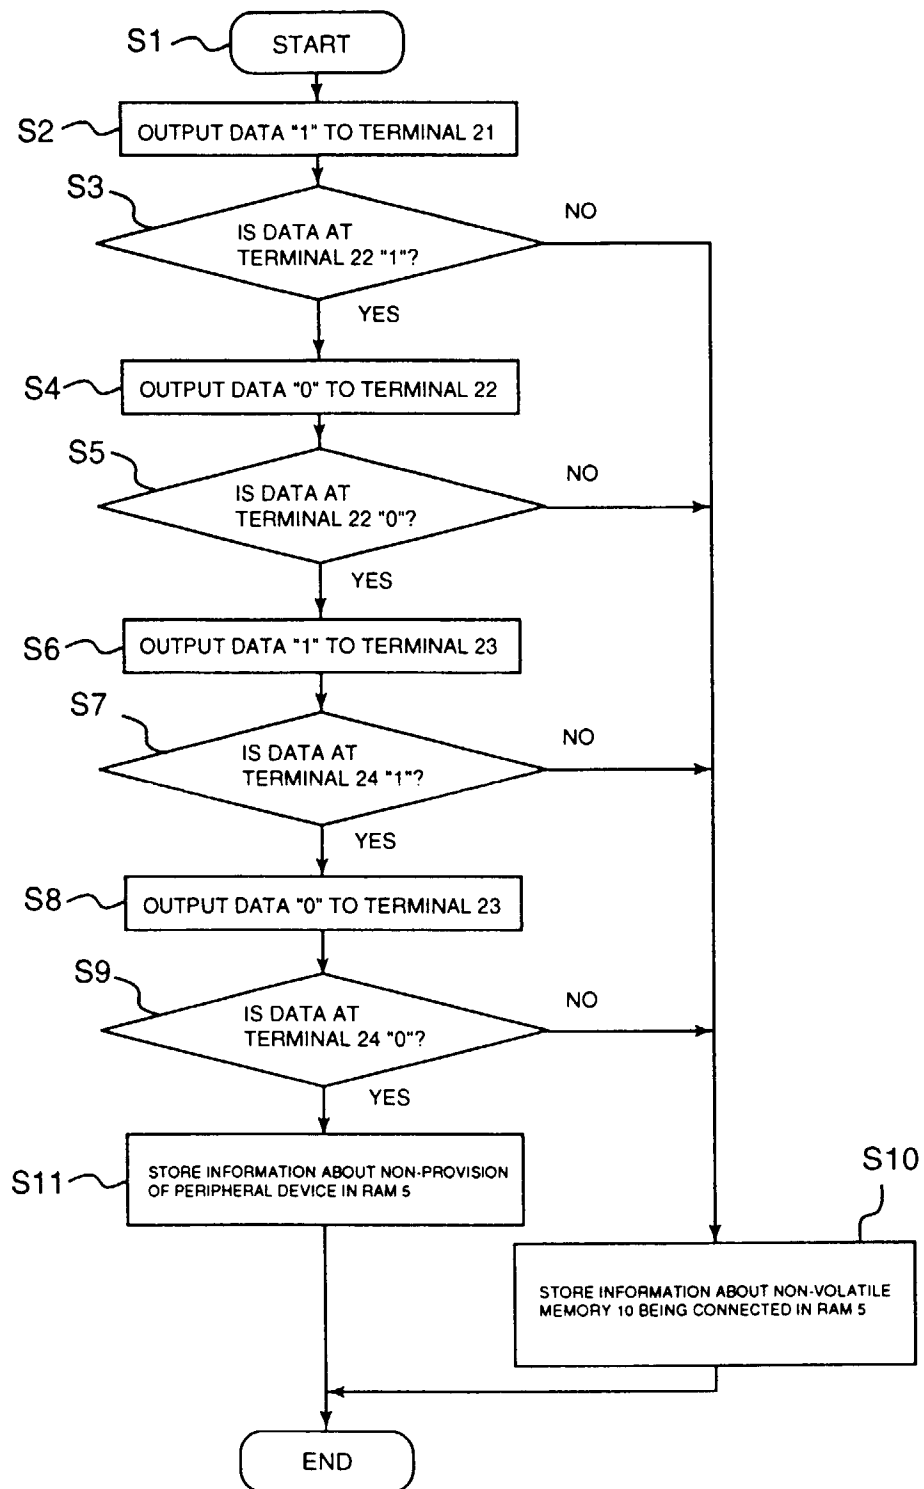 S1
START
S2
OUTPUT DATA "1" TO TERMINAL 21
S3
IS DATA AT
TERMINAL 22 "1"?
NO
YES
S4
OUTPUT DATA "0" TO TERMINAL 22
S5
IS DATA AT
TERMINAL 22 "0"?
NO
YES
S6
OUTPUT DATA "1" TO TERMINAL 23
S7
IS DATA AT
TERMINAL 24 "1"?
NO
YES
S8
OUTPUT DATA "0" TO TERMINAL 23
S9
IS DATA AT
TERMINAL 24 "0"?
NO
YES
S11
STORE INFORMATION ABOUT NON-PROVISION
OF PERIPHERAL DEVICE IN RAM 5
S10
STORE INFORMATION ABOUT NON-VOLATILE
MEMORY 10 BEING CONNECTED IN RAM 5
END